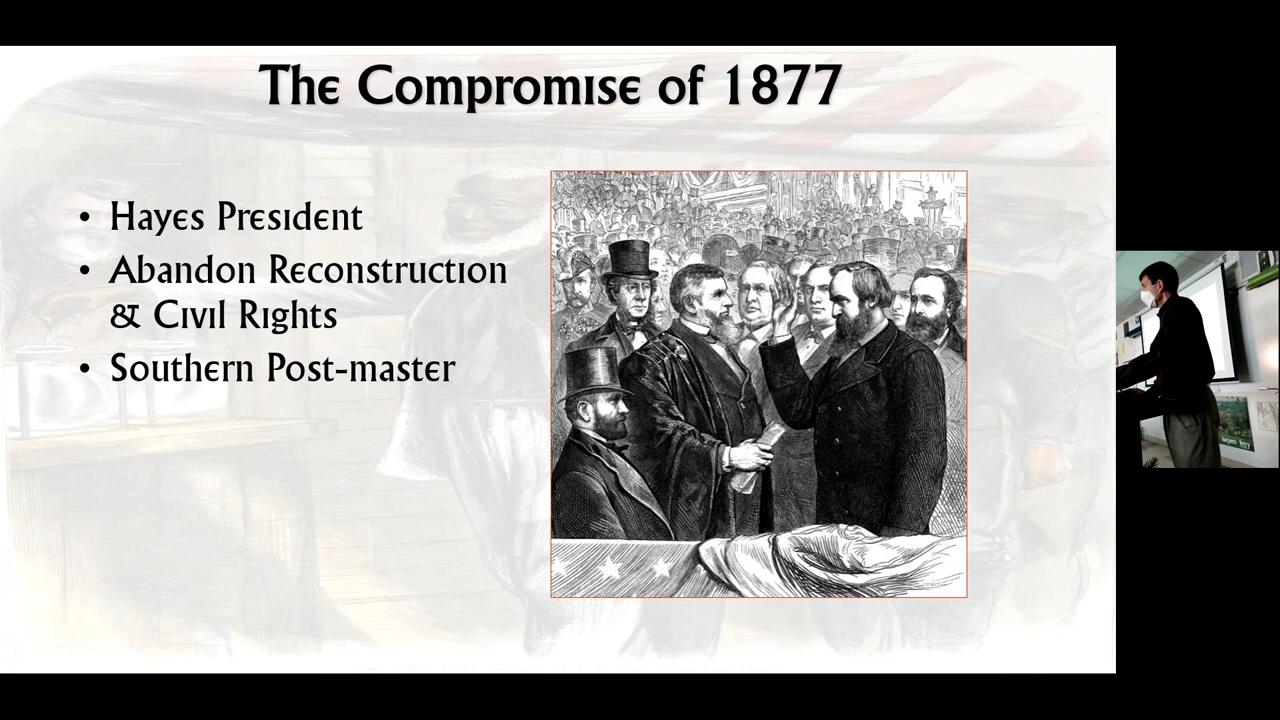 The Compromise of 1877
• Hayes President
• Abandon Reconstruction
& Civil Rights
• Southern Post-master